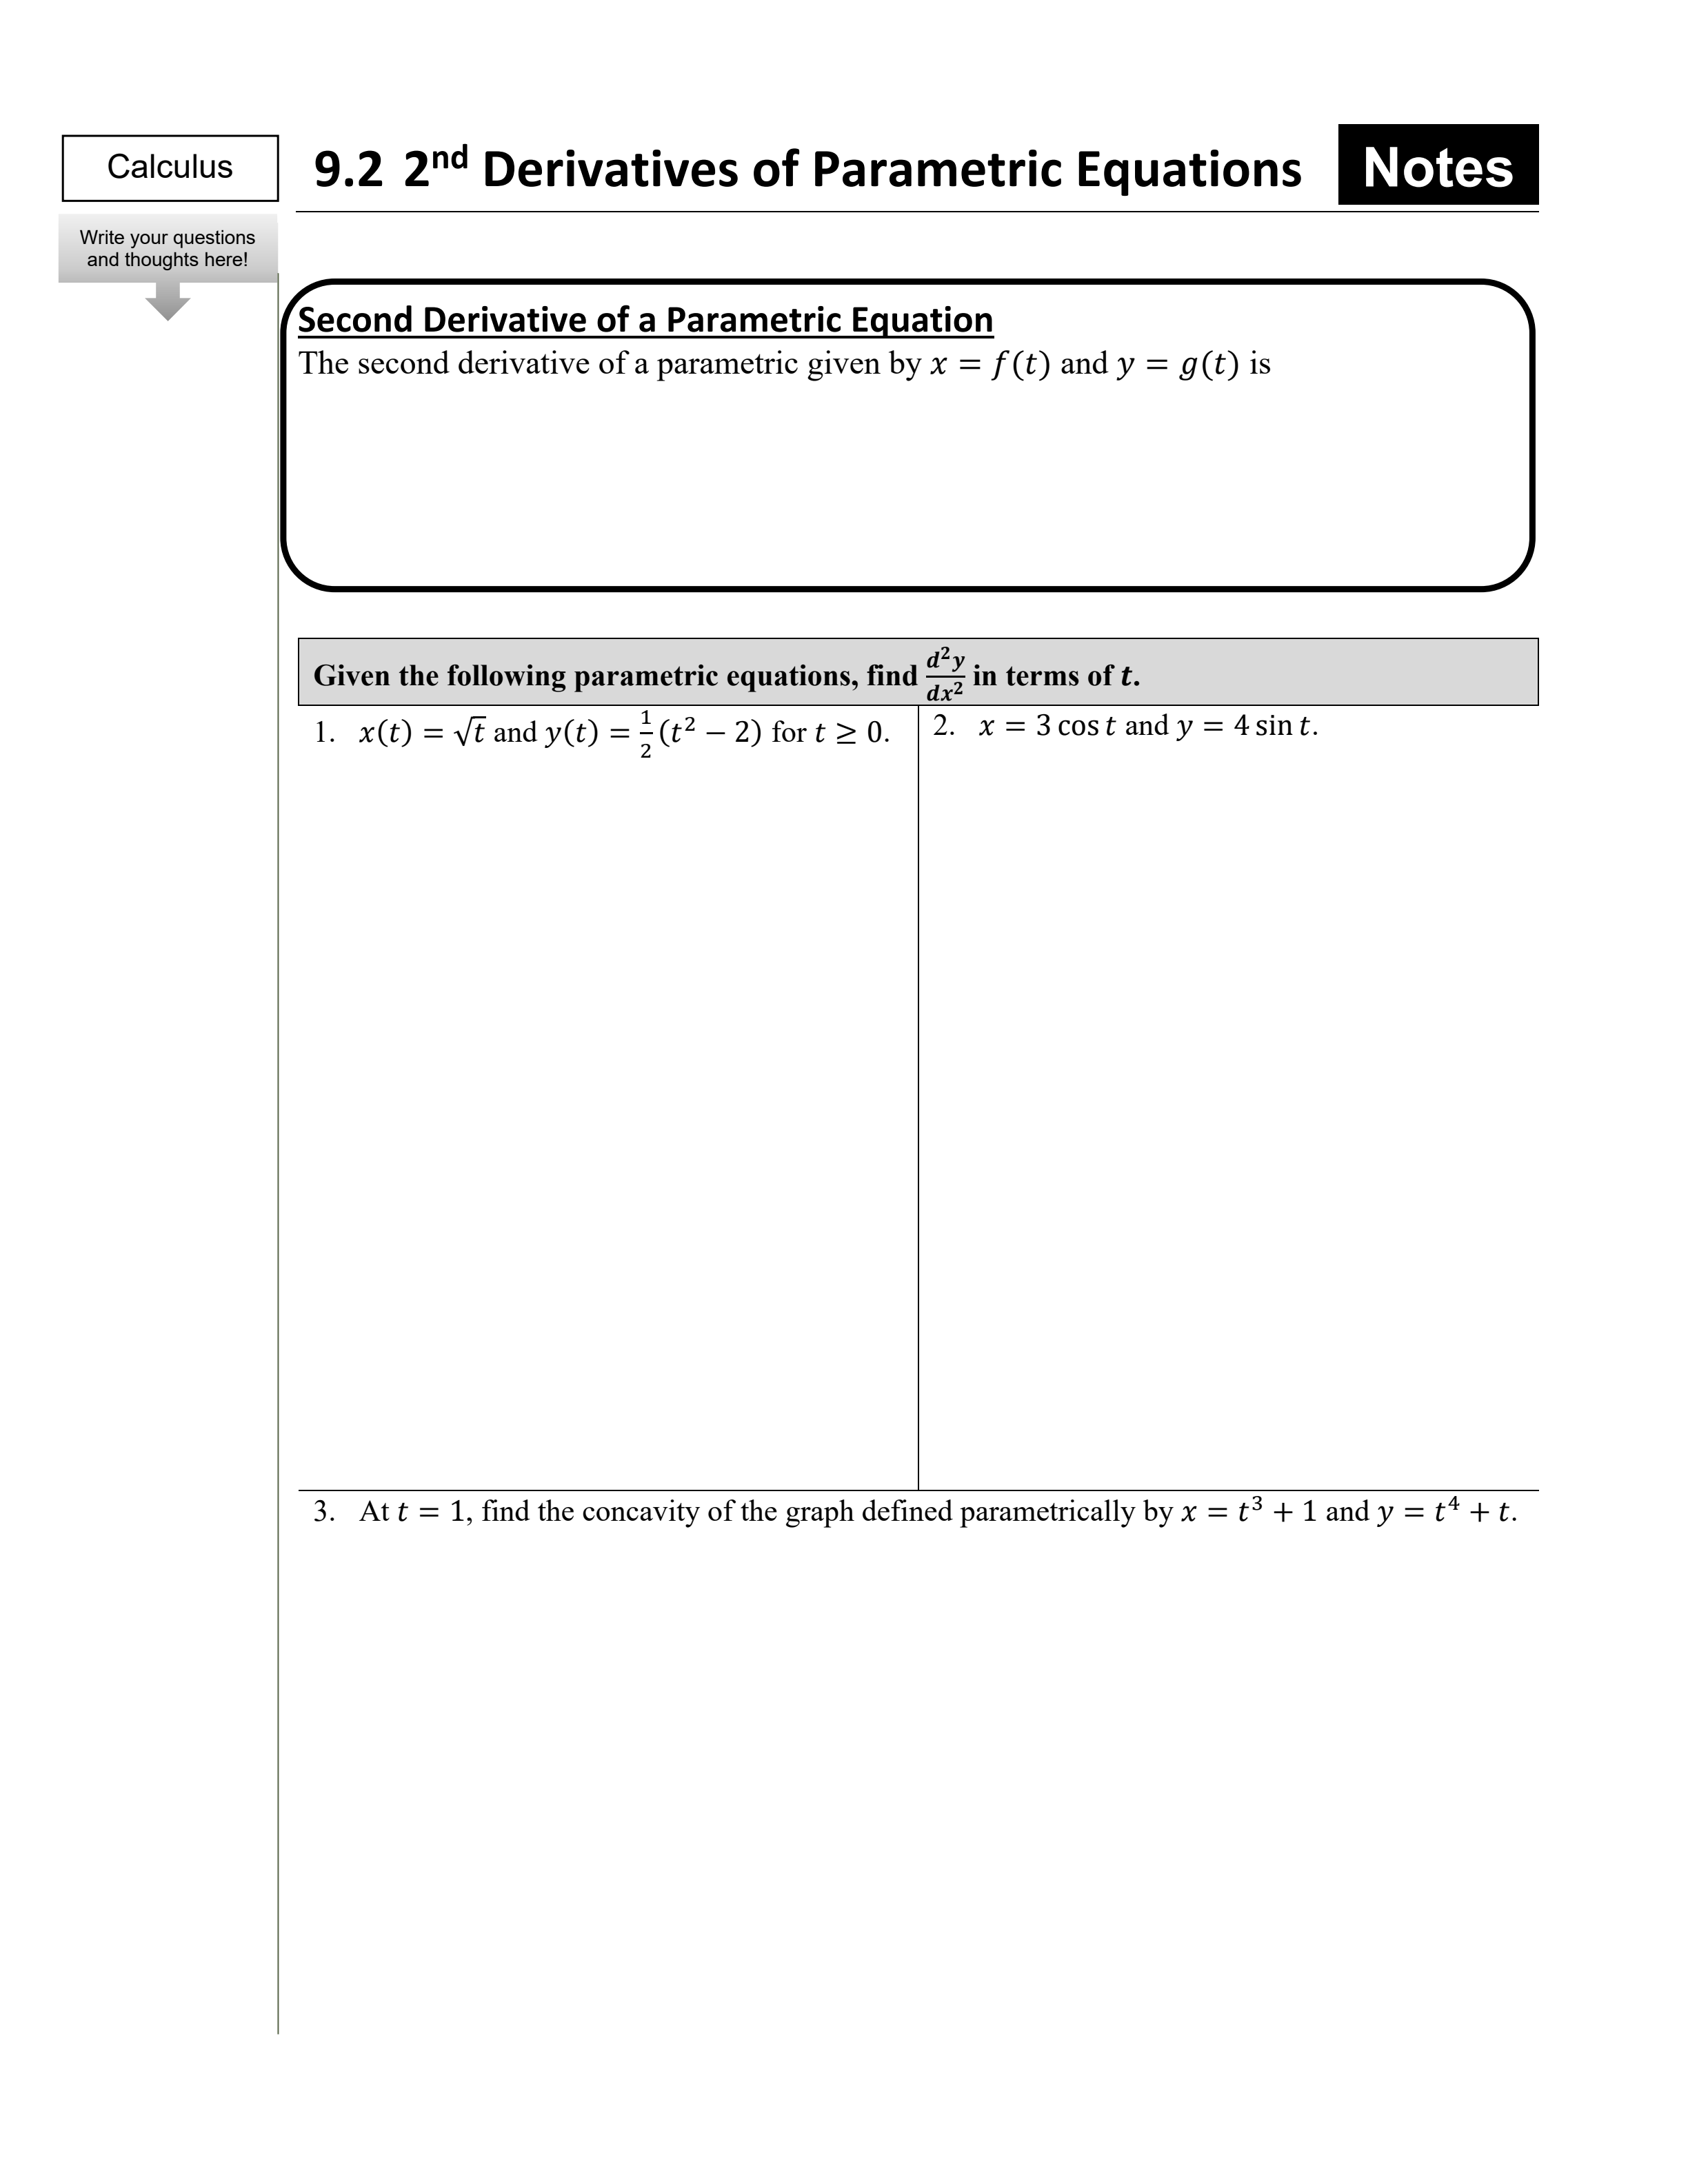 Calculus
9.2 2nd Derivatives of Parametric Equations
Notes
Write your questions
and thoughts here!
Second Derivative of a Parametric Equation
The second derivative of a parametric given by x = f(t) and y = g(t) is
Given the following parametric equations, find d²y/dx² in terms of t.
1. x(t) = √t and y(t) = 1/2 (t² − 2) for t ≥ 0.
2. x = 3 cos t and y = 4 sin t.
3. At t = 1, find the concavity of the graph defined parametrically by x = t³ + 1 and y = t⁴ + t.